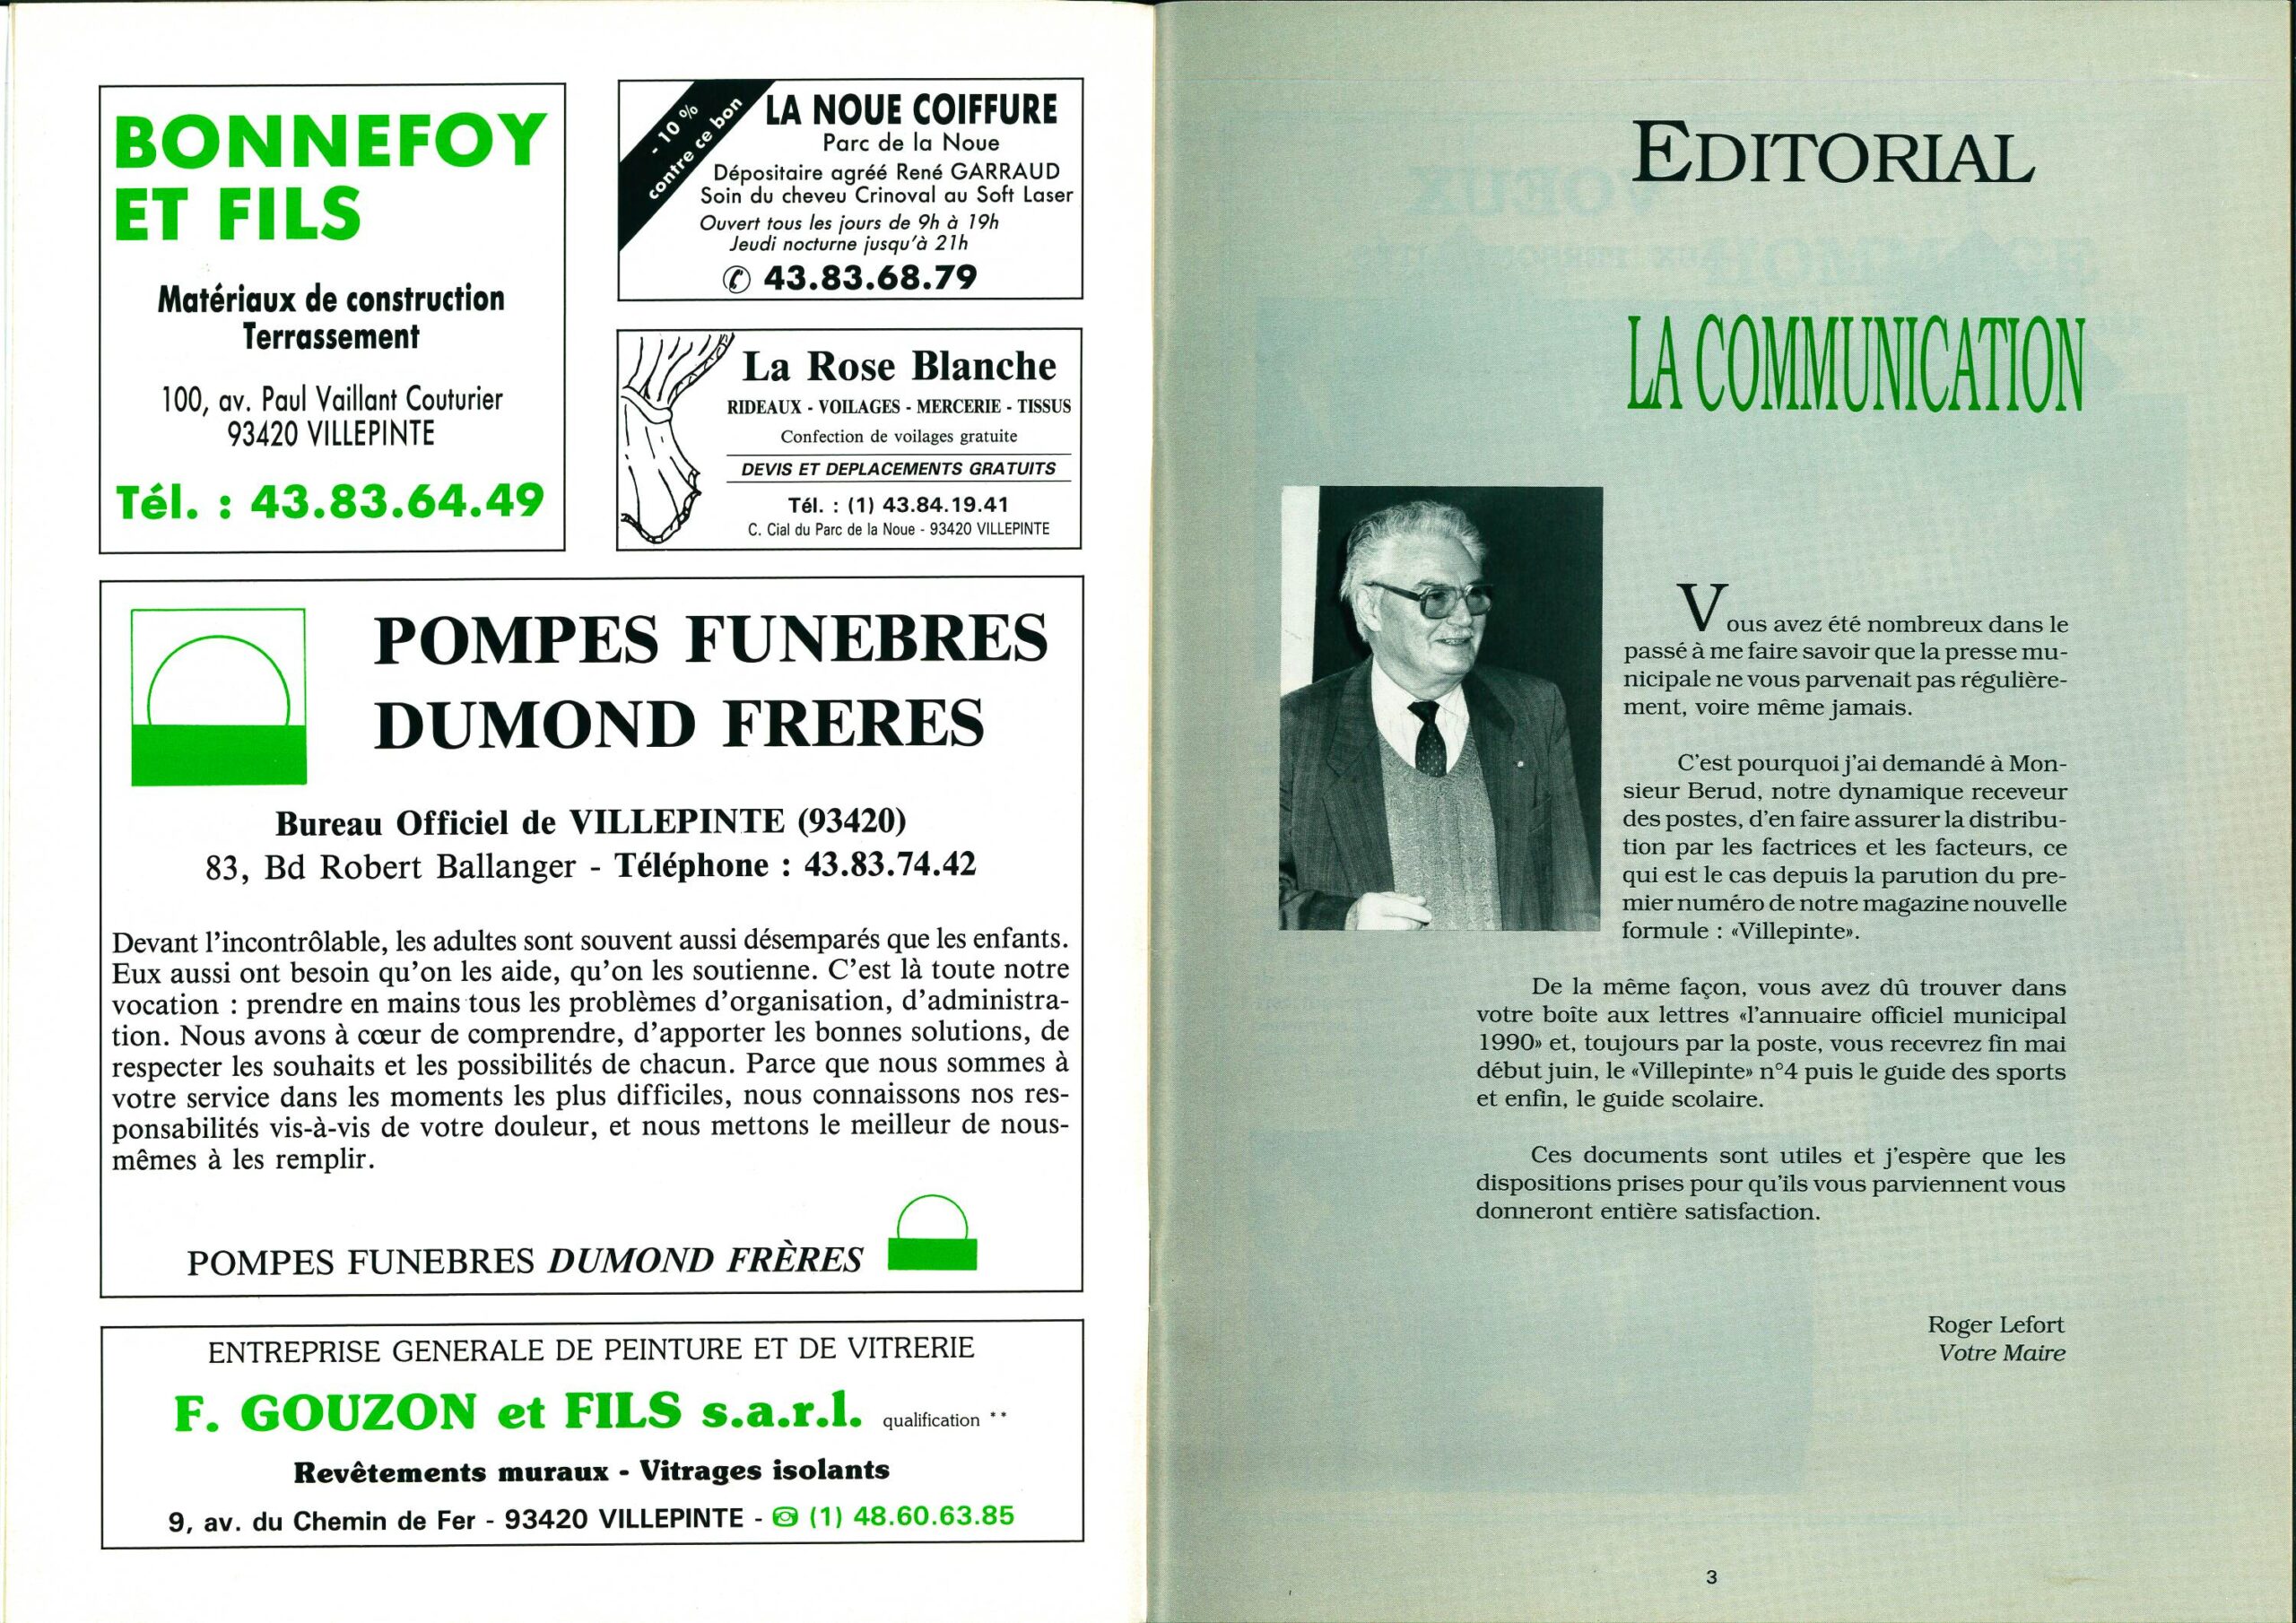 BONNEFOY
ET FILS
Matériaux de construction
Terrassement
100, av. Paul Vaillant Couturier
93420 VILLEPINTE
Tél. : 43.83.64.49
- 10 %
contre ce bon
LA NOUE COIFFURE
Parc de la Noue
Dépositaire agréé René GARRAUD
Soin du cheveu Crinoval au Soft Laser
Ouvert tous les jours de 9h à 19h
Jeudi nocturne jusqu'à 21h
✆ 43.83.68.79
La Rose Blanche
RIDEAUX - VOILAGES - MERCERIE - TISSUS
Confection de voilages gratuite
DEVIS ET DEPLACEMENTS GRATUITS
Tél. : (1) 43.84.19.41
C. Cial du Parc de la Noue - 93420 VILLEPINTE
POMPES FUNEBRES
DUMOND FRERES
Bureau Officiel de VILLEPINTE (93420)
83, Bd Robert Ballanger - Téléphone : 43.83.74.42
Devant l'incontrôlable, les adultes sont souvent aussi désemparés que les enfants.
Eux aussi ont besoin qu'on les aide, qu'on les soutienne. C'est là toute notre
vocation : prendre en mains tous les problèmes d'organisation, d'administra-
tion. Nous avons à cœur de comprendre, d'apporter les bonnes solutions, de
respecter les souhaits et les possibilités de chacun. Parce que nous sommes à
votre service dans les moments les plus difficiles, nous connaissons nos res-
ponsabilités vis-à-vis de votre douleur, et nous mettons le meilleur de nous-
mêmes à les remplir.
POMPES FUNEBRES DUMOND FRÈRES
ENTREPRISE GENERALE DE PEINTURE ET DE VITRERIE
F. GOUZON et FILS s.a.r.l. qualification **
Revêtements muraux - Vitrages isolants
9, av. du Chemin de Fer - 93420 VILLEPINTE - ☎ (1) 48.60.63.85
EDITORIAL
LA COMMUNICATION
Vous avez été nombreux dans le
passé à me faire savoir que la presse mu-
nicipale ne vous parvenait pas régulière-
ment, voire même jamais.
C'est pourquoi j'ai demandé à Mon-
sieur Berud, notre dynamique receveur
des postes, d'en faire assurer la distribu-
tion par les factrices et les facteurs, ce
qui est le cas depuis la parution du pre-
mier numéro de notre magazine nouvelle
formule : «Villepinte».
De la même façon, vous avez dû trouver dans
votre boîte aux lettres «l'annuaire officiel municipal
1990» et, toujours par la poste, vous recevrez fin mai
début juin, le «Villepinte» n°4 puis le guide des sports
et enfin, le guide scolaire.
Ces documents sont utiles et j'espère que les
dispositions prises pour qu'ils vous parviennent vous
donneront entière satisfaction.
Roger Lefort
Votre Maire
3